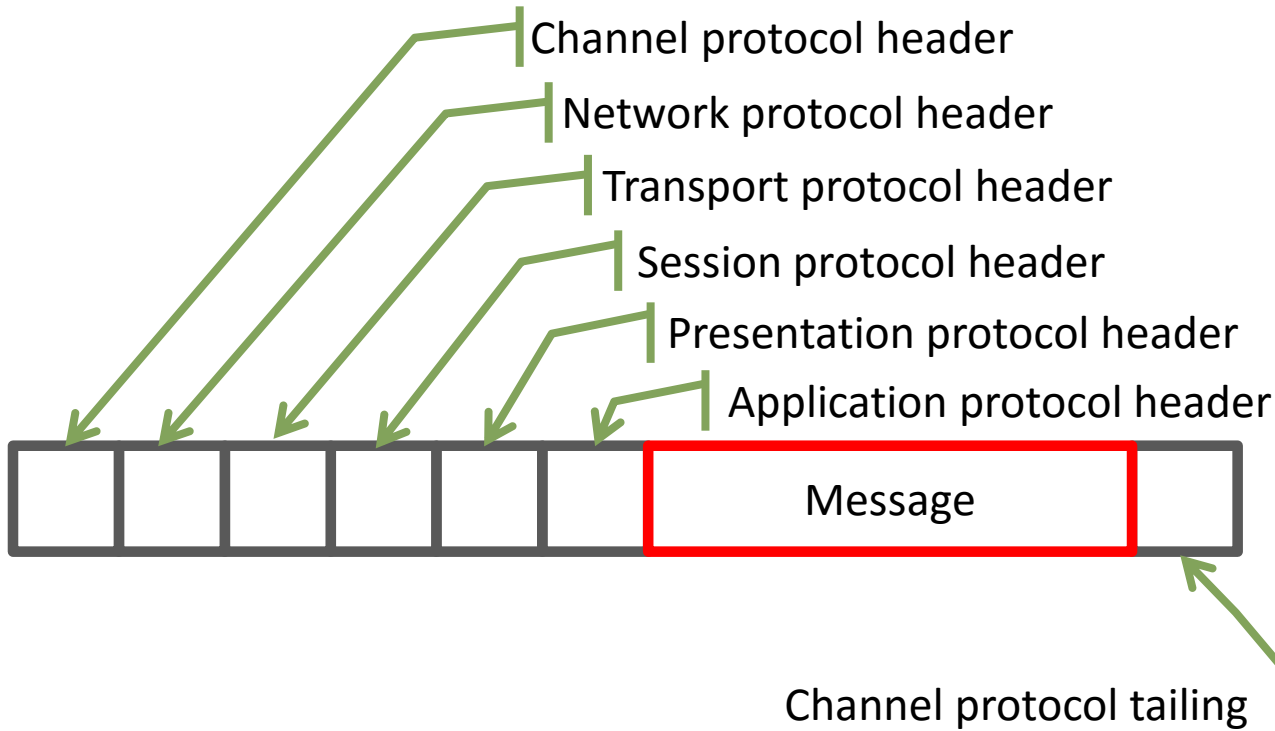 Channel protocol header
Network protocol header
Transport protocol header
Session protocol header
Presentation protocol header
Application protocol header
Message
Channel protocol tailing